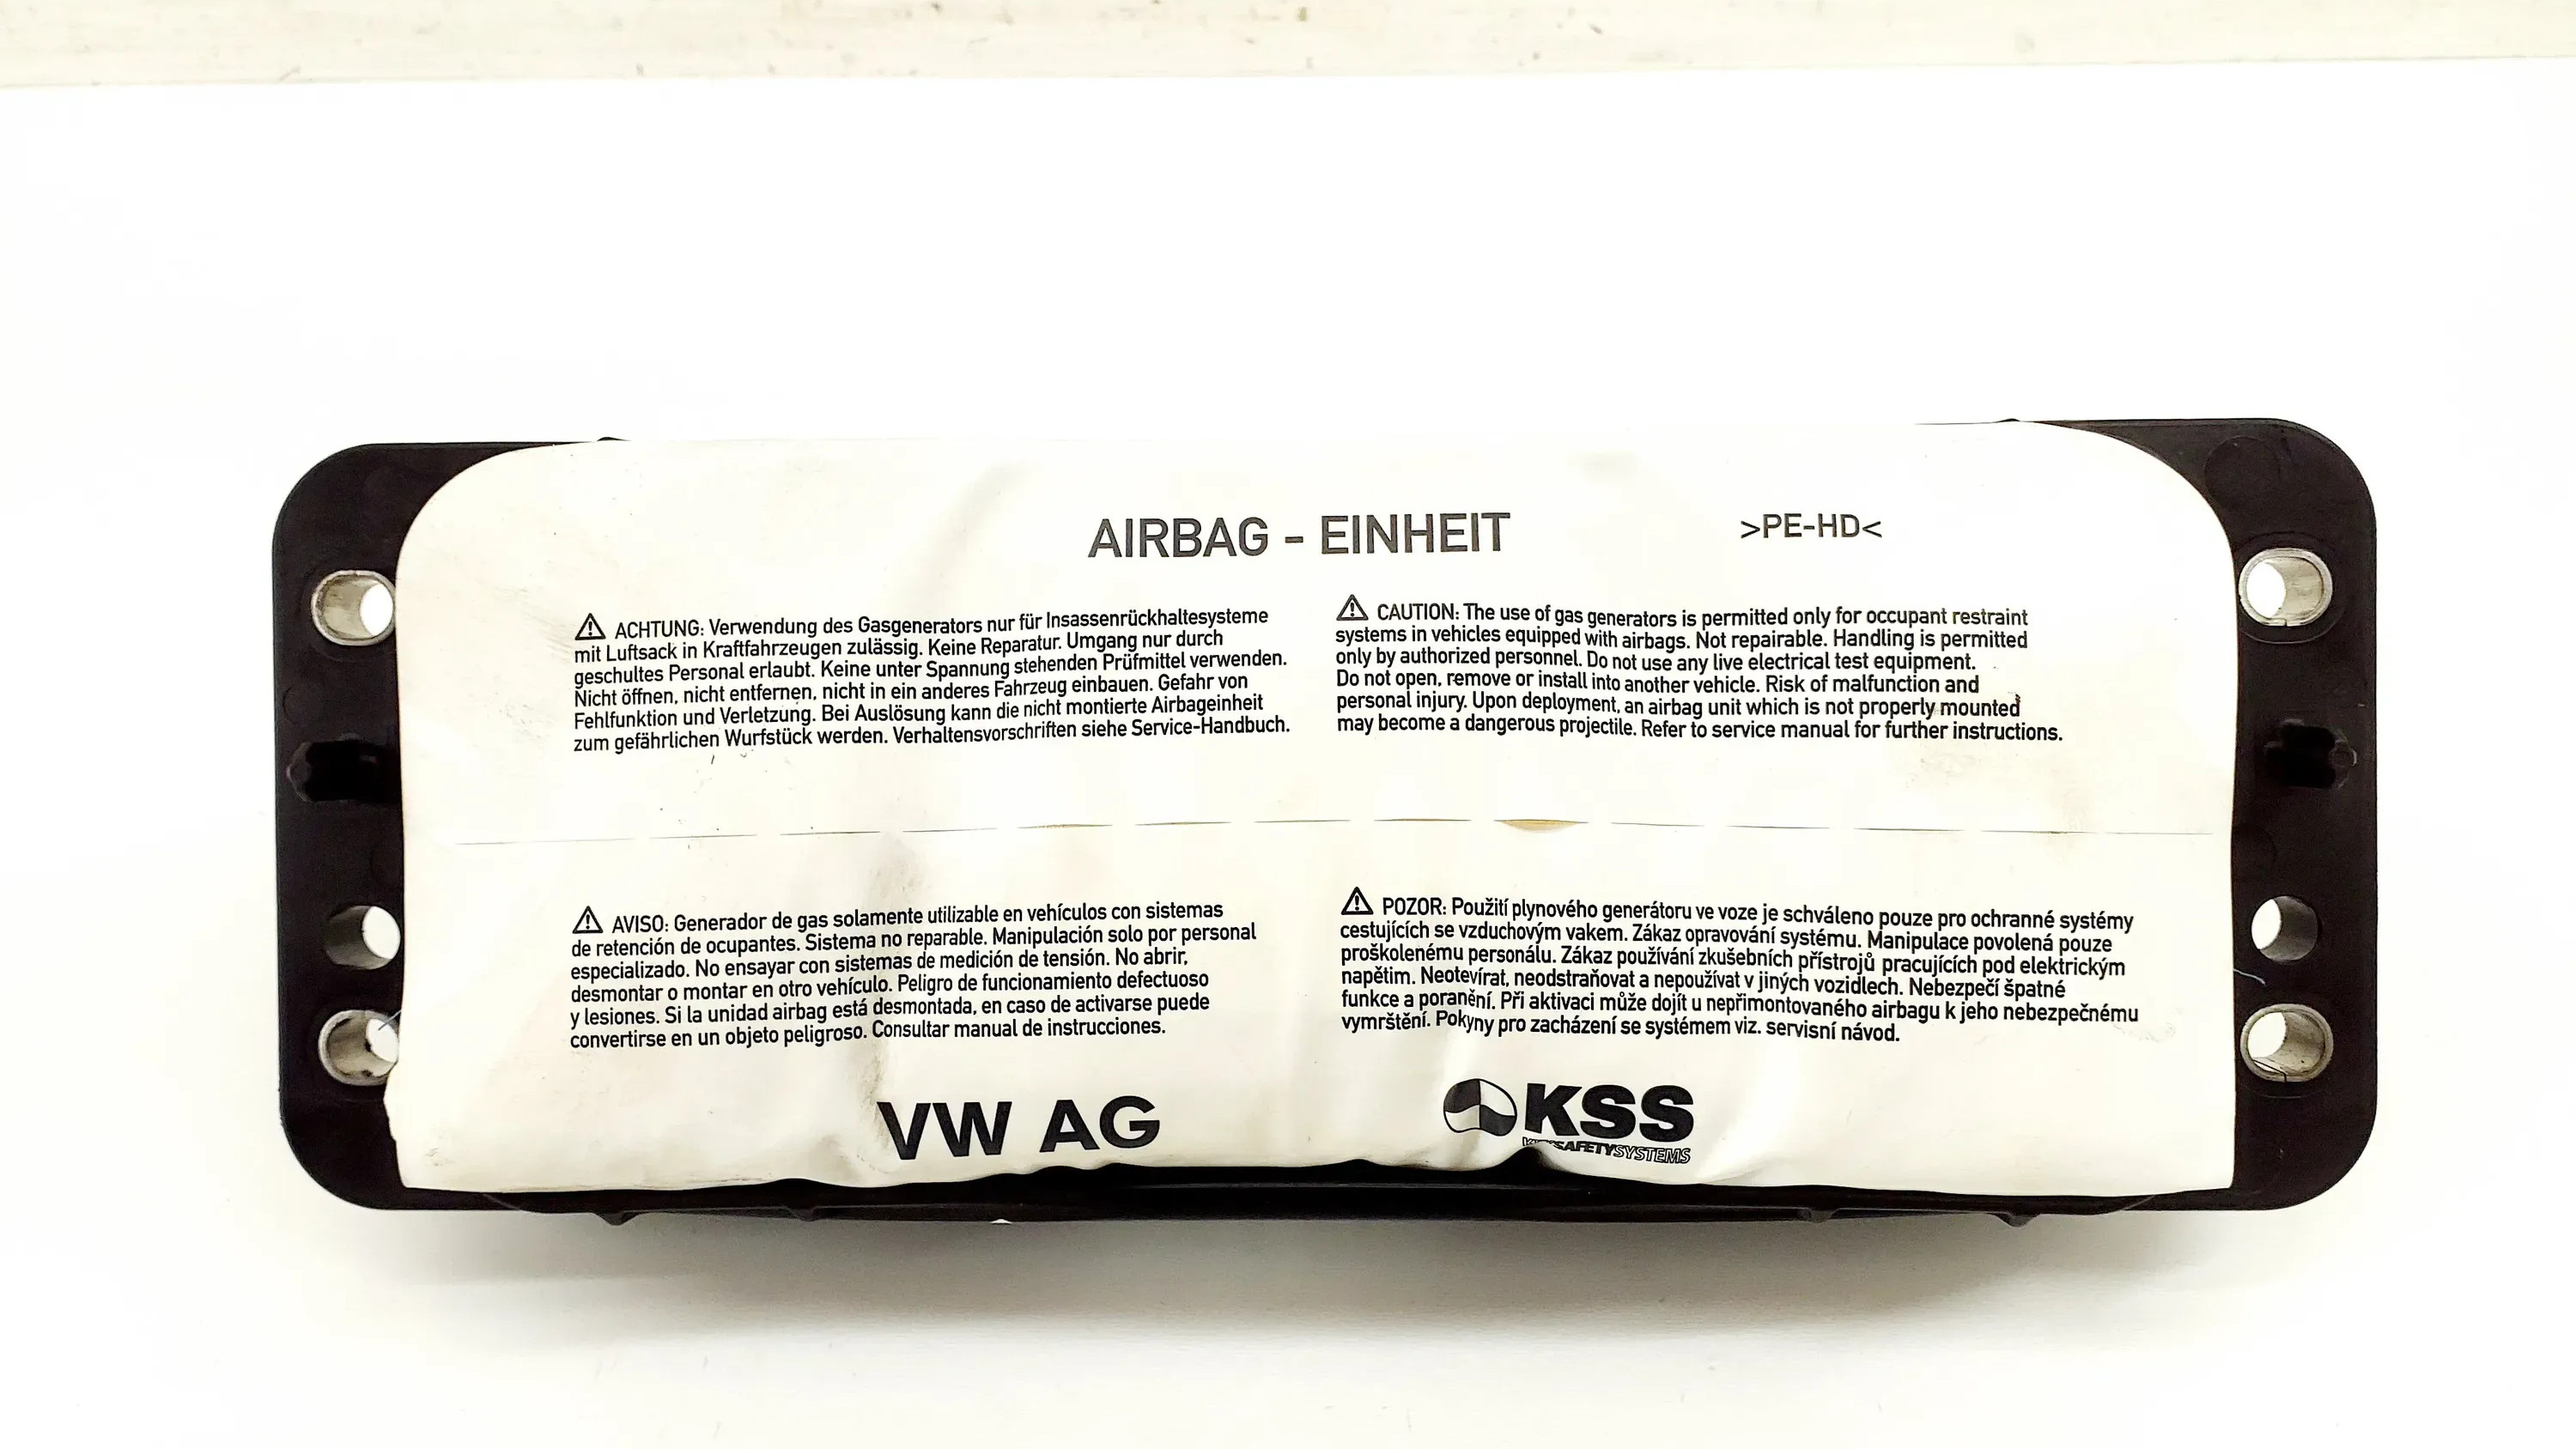 AIRBAG - EINHEIT
>PE-HD<
⚠ ACHTUNG: Verwendung des Gasgenerators nur für Insassenrückhaltesysteme
mit Luftsack in Kraftfahrzeugen zulässig. Keine Reparatur. Umgang nur durch
geschultes Personal erlaubt. Keine unter Spannung stehenden Prüfmittel verwenden.
Nicht öffnen, nicht entfernen, nicht in ein anderes Fahrzeug einbauen. Gefahr von
Fehlfunktion und Verletzung. Bei Auslösung kann die nicht montierte Airbageinheit
zum gefährlichen Wurfstück werden. Verhaltensvorschriften siehe Service-Handbuch.
⚠ CAUTION: The use of gas generators is permitted only for occupant restraint
systems in vehicles equipped with airbags. Not repairable. Handling is permitted
only by authorized personnel. Do not use any live electrical test equipment.
Do not open, remove or install into another vehicle. Risk of malfunction and
personal injury. Upon deployment, an airbag unit which is not properly mounted
may become a dangerous projectile. Refer to service manual for further instructions.
⚠ AVISO: Generador de gas solamente utilizable en vehículos con sistemas
de retención de ocupantes. Sistema no reparable. Manipulación solo por personal
especializado. No ensayar con sistemas de medición de tensión. No abrir,
desmontar o montar en otro vehículo. Peligro de funcionamiento defectuoso
y lesiones. Si la unidad airbag está desmontada, en caso de activarse puede
convertirse en un objeto peligroso. Consultar manual de instrucciones.
⚠ POZOR: Použití plynového generátoru ve voze je schváleno pouze pro ochranné systémy
cestujících se vzduchovým vakem. Zákaz opravování systému. Manipulace povolená pouze
proškolenému personálu. Zákaz používání zkušebních přístrojů pracujících pod elektrickým
napětim. Neotevírat, neodstraňovat a nepoužívat v jiných vozidlech. Nebezpečí špatné
funkce a poranění. Při aktivaci může dojít u nepřimontovaného airbagu k jeho nebezpečnému
vymrštění. Pokyny pro zacházení se systémem viz. servisní návod.
VW AG
KSS
SAFETYSYSTEMS